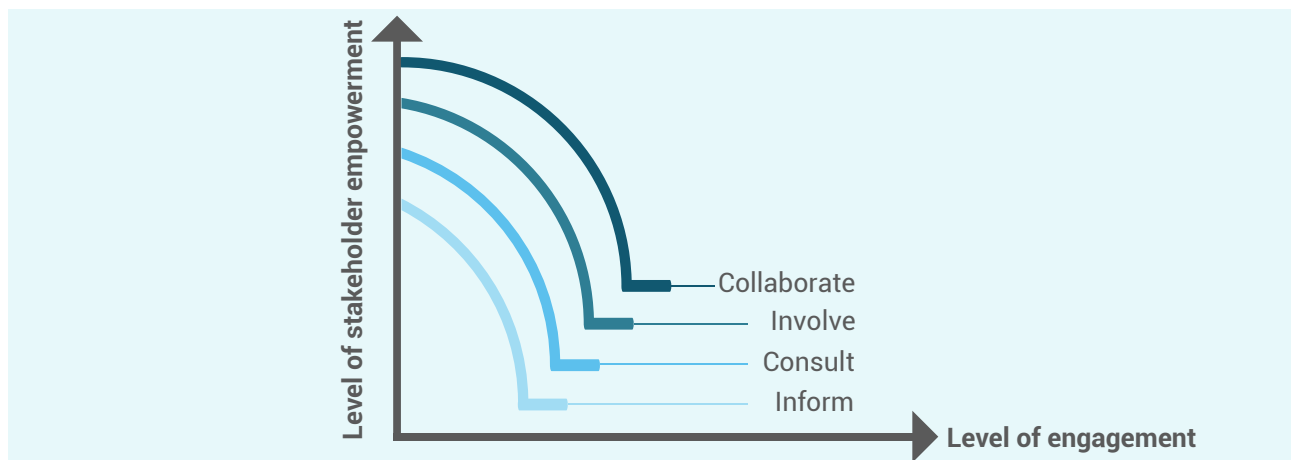 Level of stakeholder empowerment
Collaborate
Involve
Consult
Inform
Level of engagement